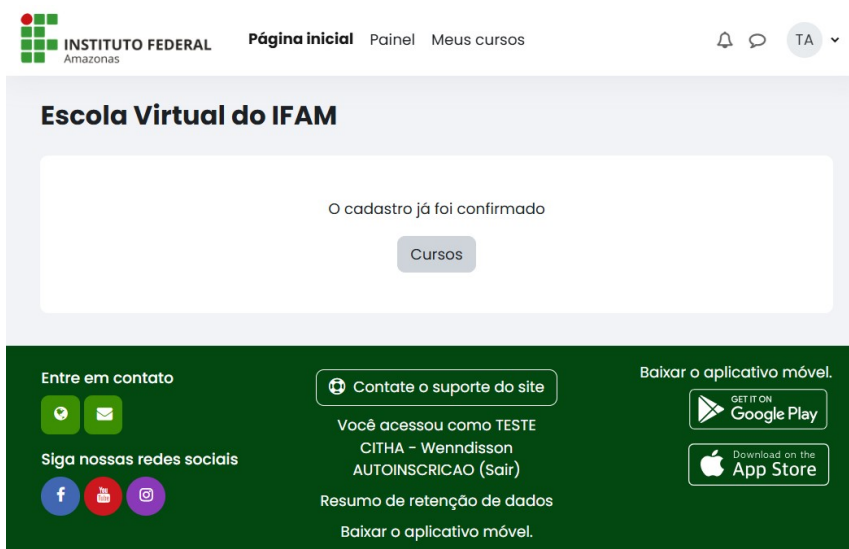 INSTITUTO FEDERAL
Amazonas
Página inicial Painel Meus cursos
TA
Escola Virtual do IFAM
O cadastro já foi confirmado
Cursos
Entre em contato
Siga nossas redes sociais
You
Tube
Contate o suporte do site
Você acessou como TESTE
CITHA - Wenndisson
AUTOINSCRICAO (Sair)
Resumo de retenção de dados
Baixar o aplicativo móvel.
Baixar o aplicativo móvel.
GET IT ON
Google Play
Download on the
App Store